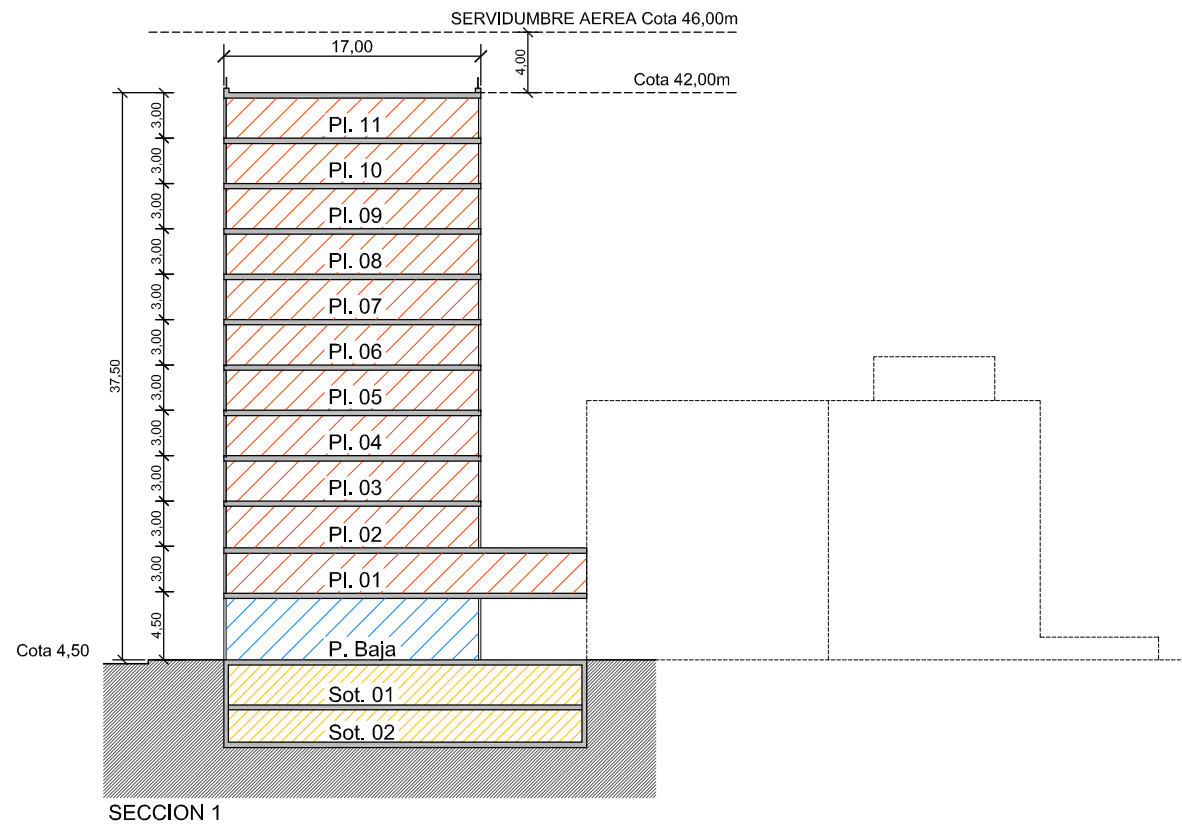 SERVIDUMBRE AEREA Cota 46,00m
17,00
4,00
Cota 42,00m
3,00
Pl. 11
3,00
Pl. 10
3,00
Pl. 09
3,00
Pl. 08
3,00
Pl. 07
3,00
Pl. 06
37,50
3,00
Pl. 05
3,00
Pl. 04
3,00
Pl. 03
3,00
Pl. 02
3,00
Pl. 01
4,50
P. Baja
Cota 4,50
Sot. 01
Sot. 02
SECCION 1